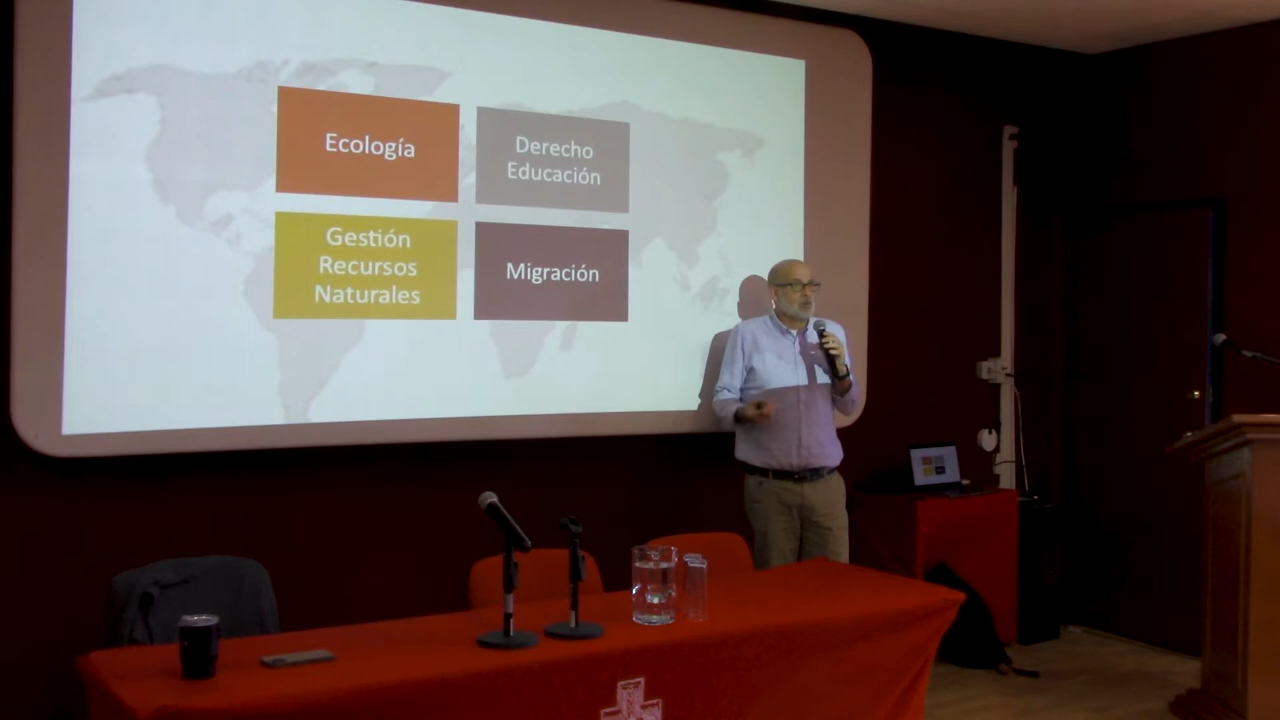 Ecología
Derecho
Educación
Gestión
Recursos
Naturales
Migración